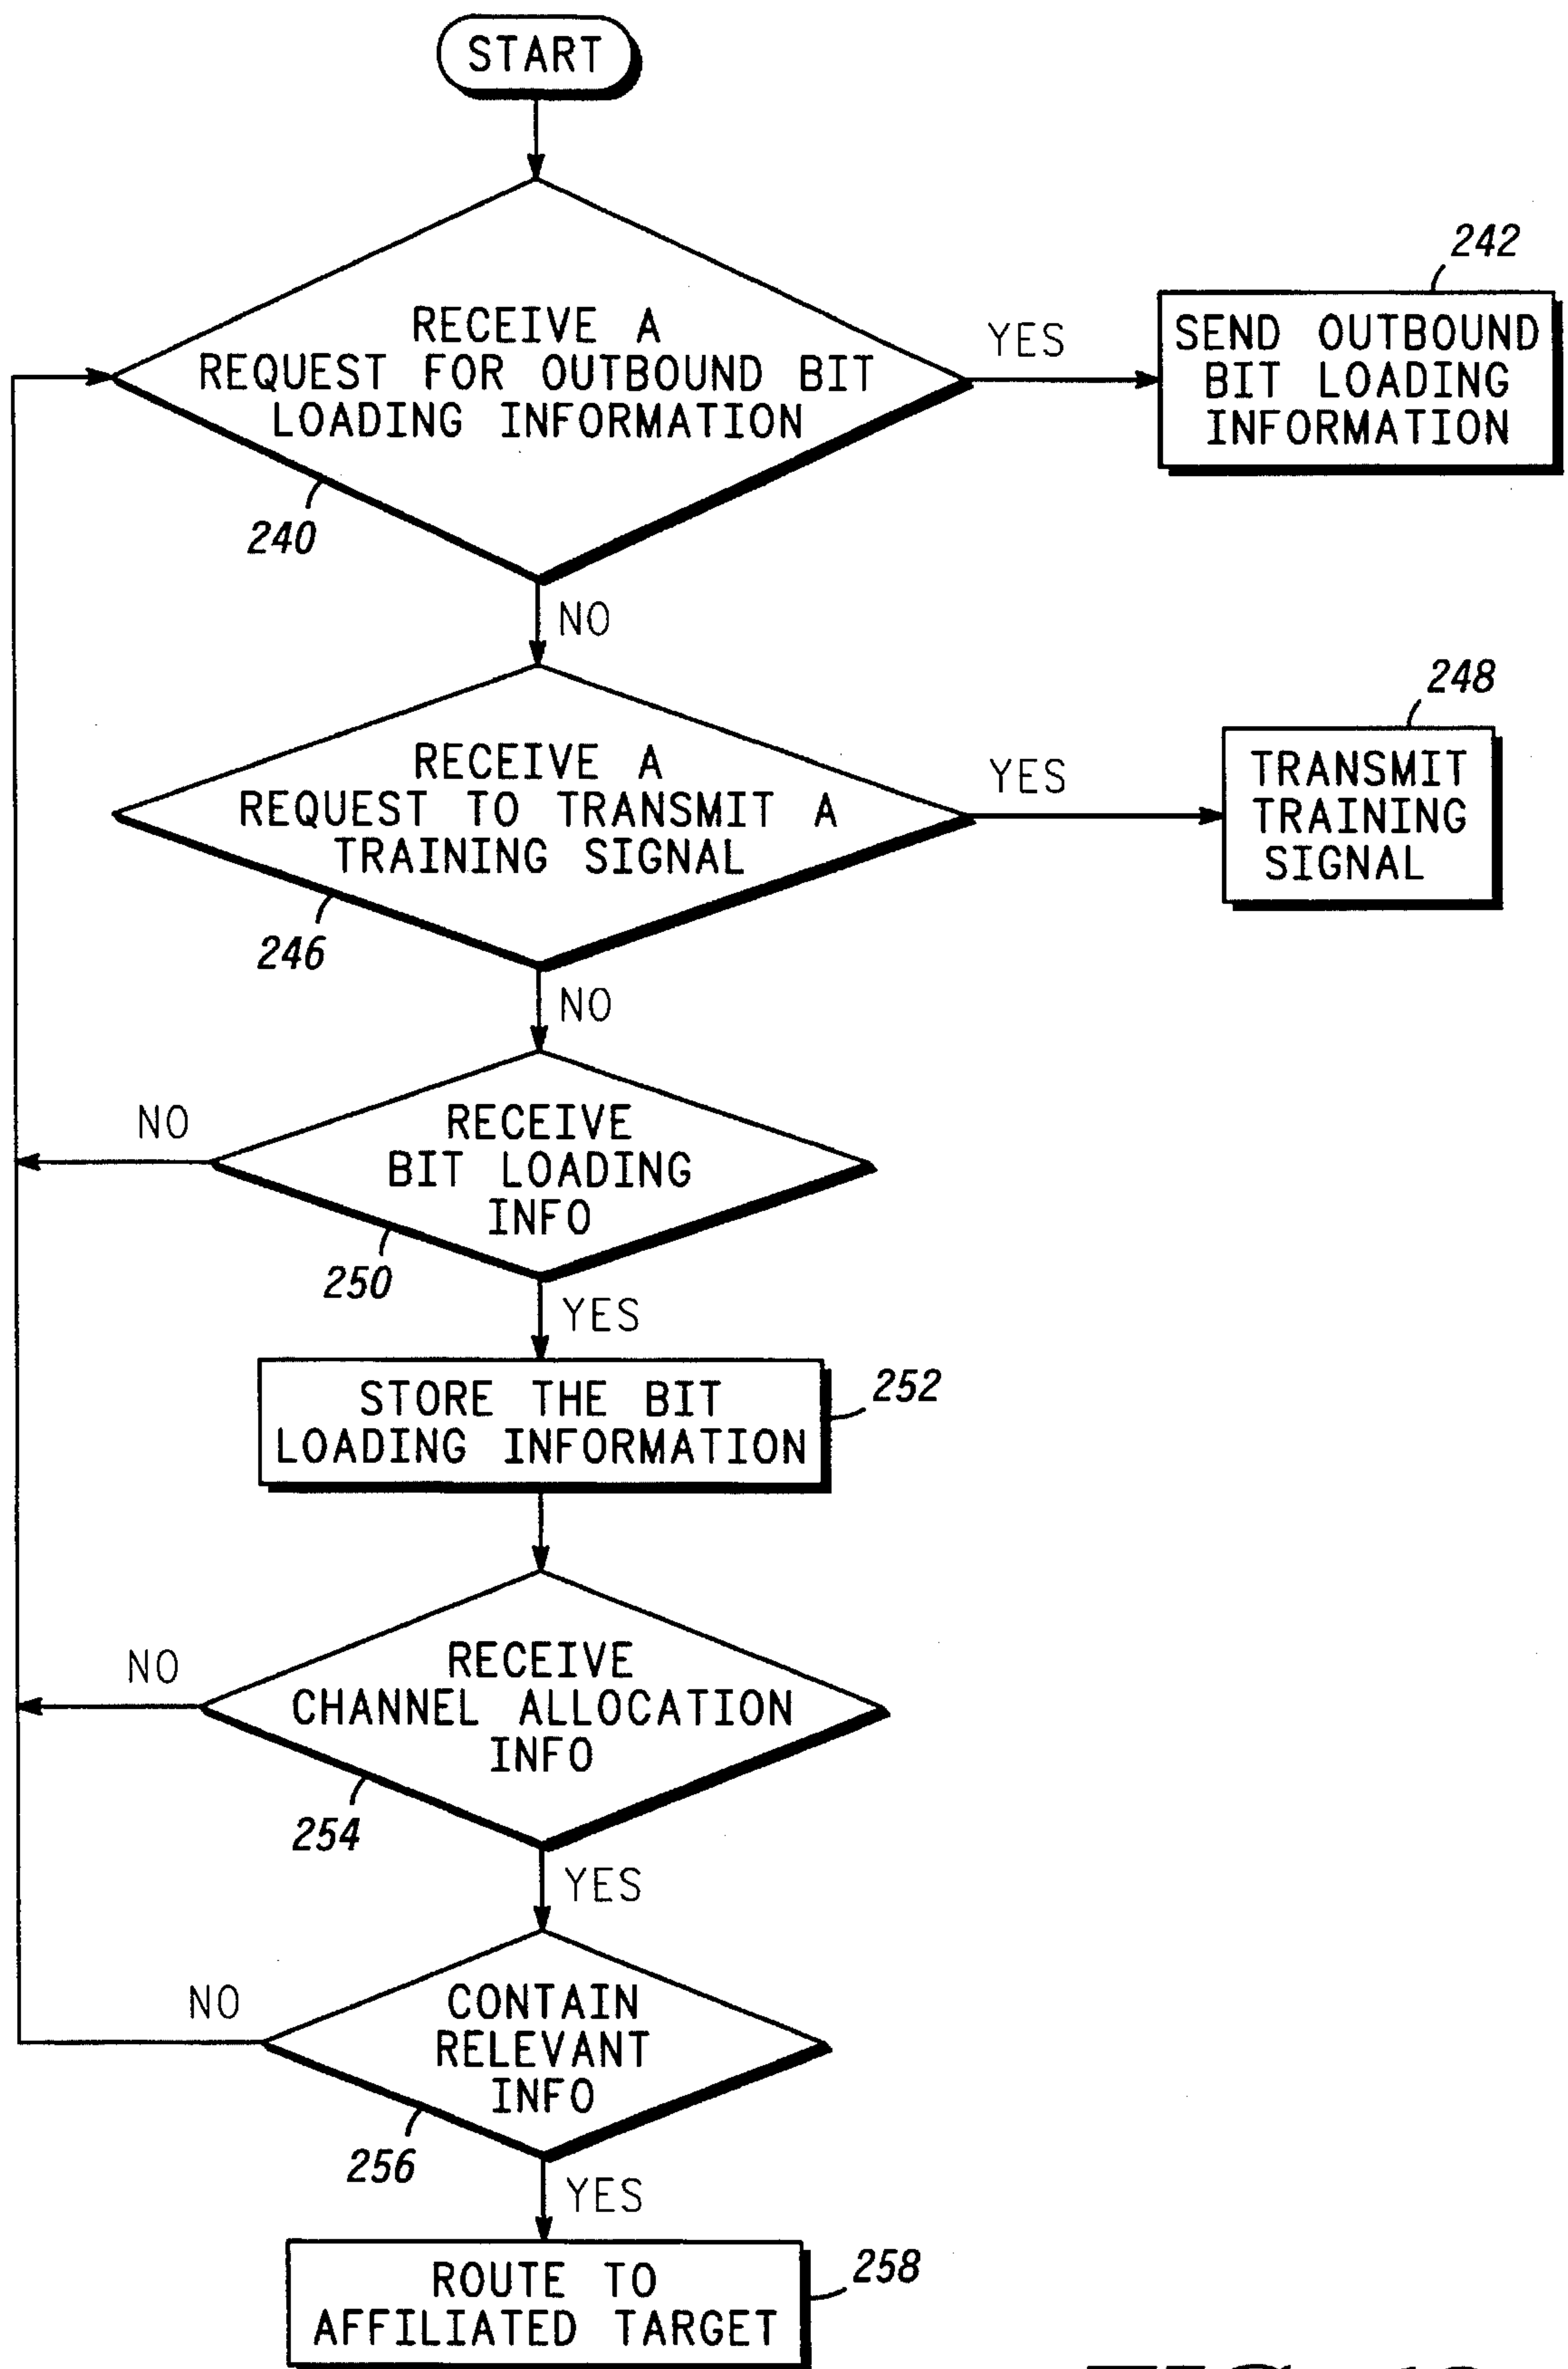 START
RECEIVE A
REQUEST FOR OUTBOUND BIT
LOADING INFORMATION
240
YES
242
SEND OUTBOUND
BIT LOADING
INFORMATION
NO
RECEIVE A
REQUEST TO TRANSMIT A
TRAINING SIGNAL
246
YES
248
TRANSMIT
TRAINING
SIGNAL
NO
RECEIVE
BIT LOADING
INFO
250
NO
YES
STORE THE BIT
LOADING INFORMATION
252
RECEIVE
CHANNEL ALLOCATION
INFO
254
NO
YES
CONTAIN
RELEVANT
INFO
256
NO
YES
ROUTE TO
AFFILIATED TARGET
258